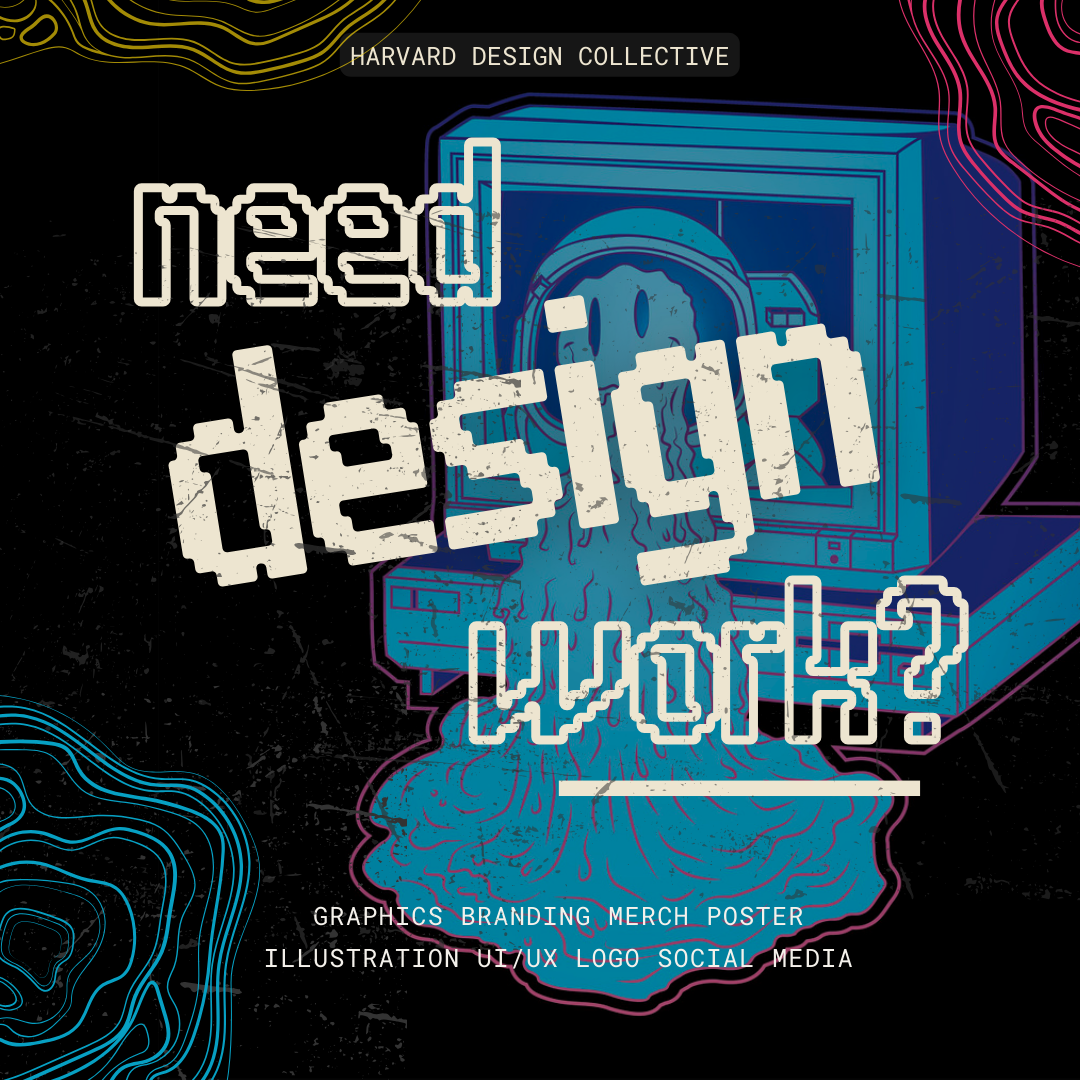 HARVARD DESIGN COLLECTIVE
need
design
work?
GRAPHICS BRANDING MERCH POSTER
ILLUSTRATION UI/UX LOGO SOCIAL MEDIA